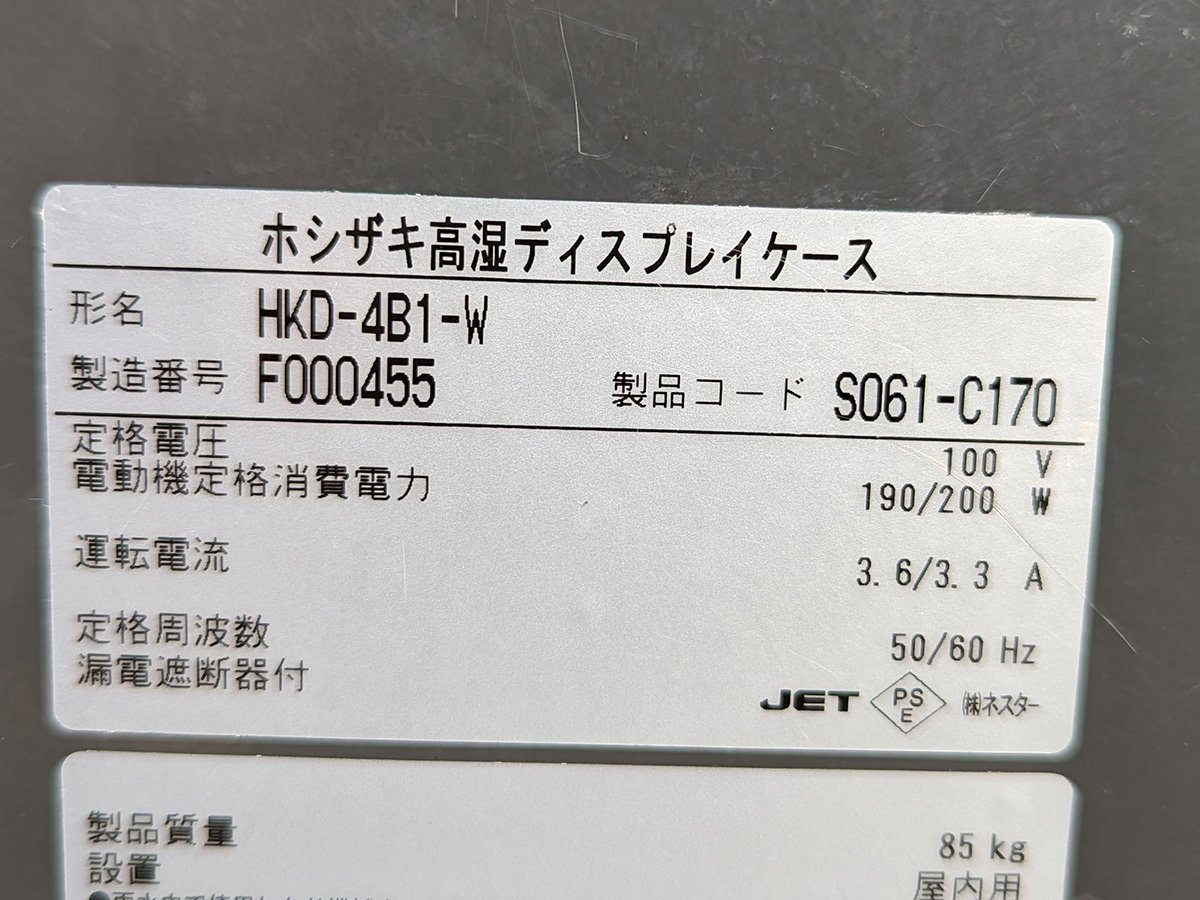 ホシザキ高湿ディスプレイケース
形名 HKD-4B1-W
製造番号 F000455 製品コード S061-C170
定格電圧 100 V
電動機定格消費電力 190/200 W
運転電流 3.6/3.3 A
定格周波数 50/60 Hz
漏電遮断器付
JET PSE ㈱ネスター
製品質量 85 kg
設置 屋内用